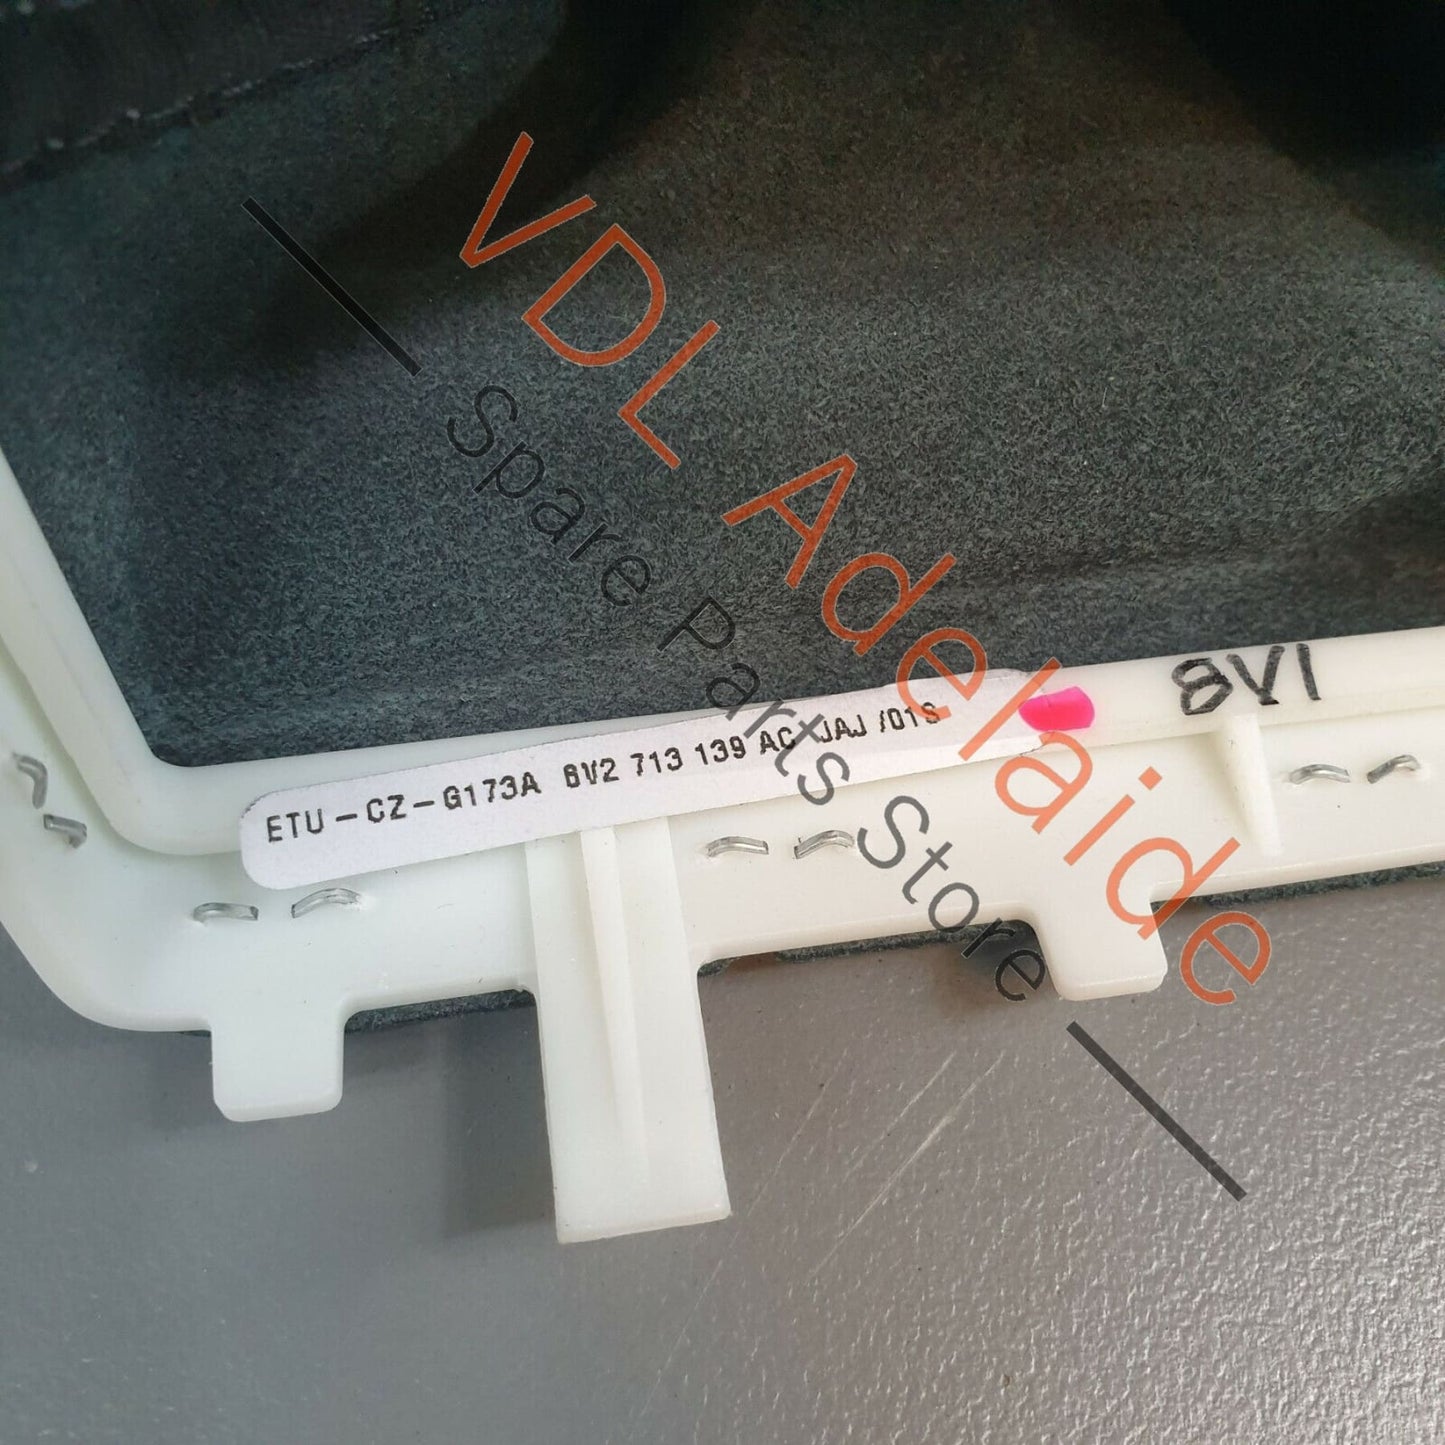 VDL Adelaide
Spare Parts Store
8V1
ETU-CZ-G173A 8V2 713 139 AC JAJ /01S